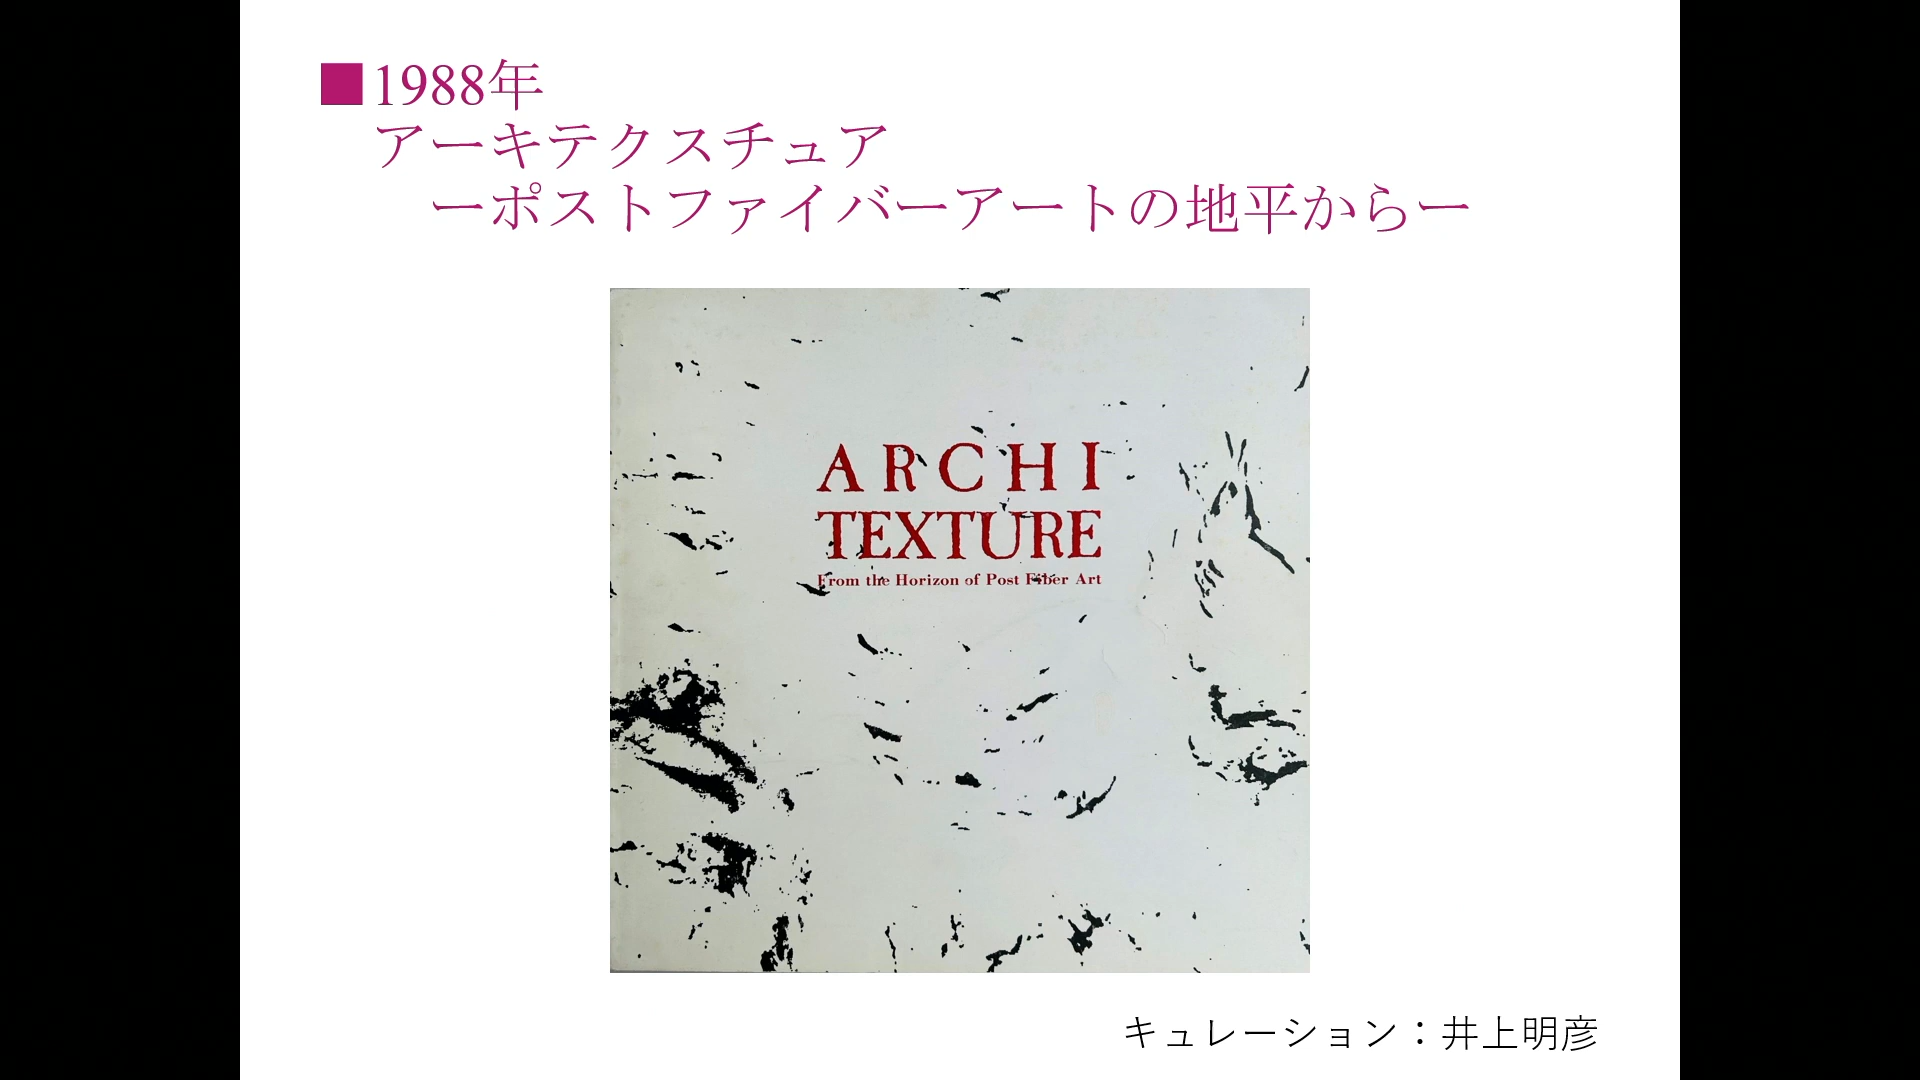 ■1988年
アーキテクスチュア
ーポストファイバーアートの地平からー
ARCHI
TEXTURE
From the Horizon of Post Fiber Art
キュレーション：井上明彦